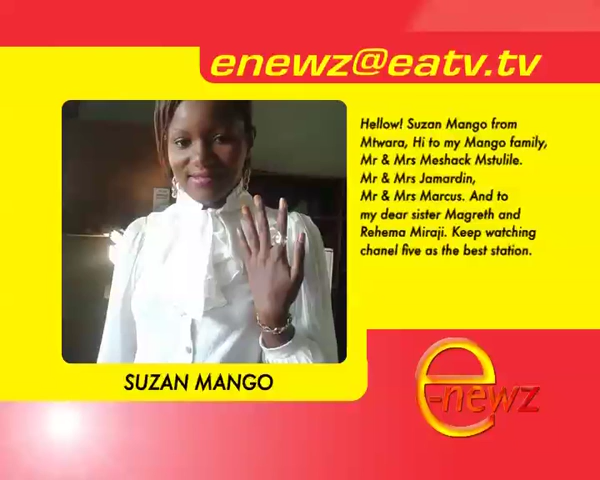 enewz@eatv.tv
Hellow! Suzan Mango from
Mtwara, Hi to my Mango family,
Mr & Mrs Meshack Mstulile.
Mr & Mrs Jamardin,
Mr & Mrs Marcus. And to
my dear sister Magreth and
Rehema Miraji. Keep watching
chanel five as the best station.
SUZAN MANGO
e-newz